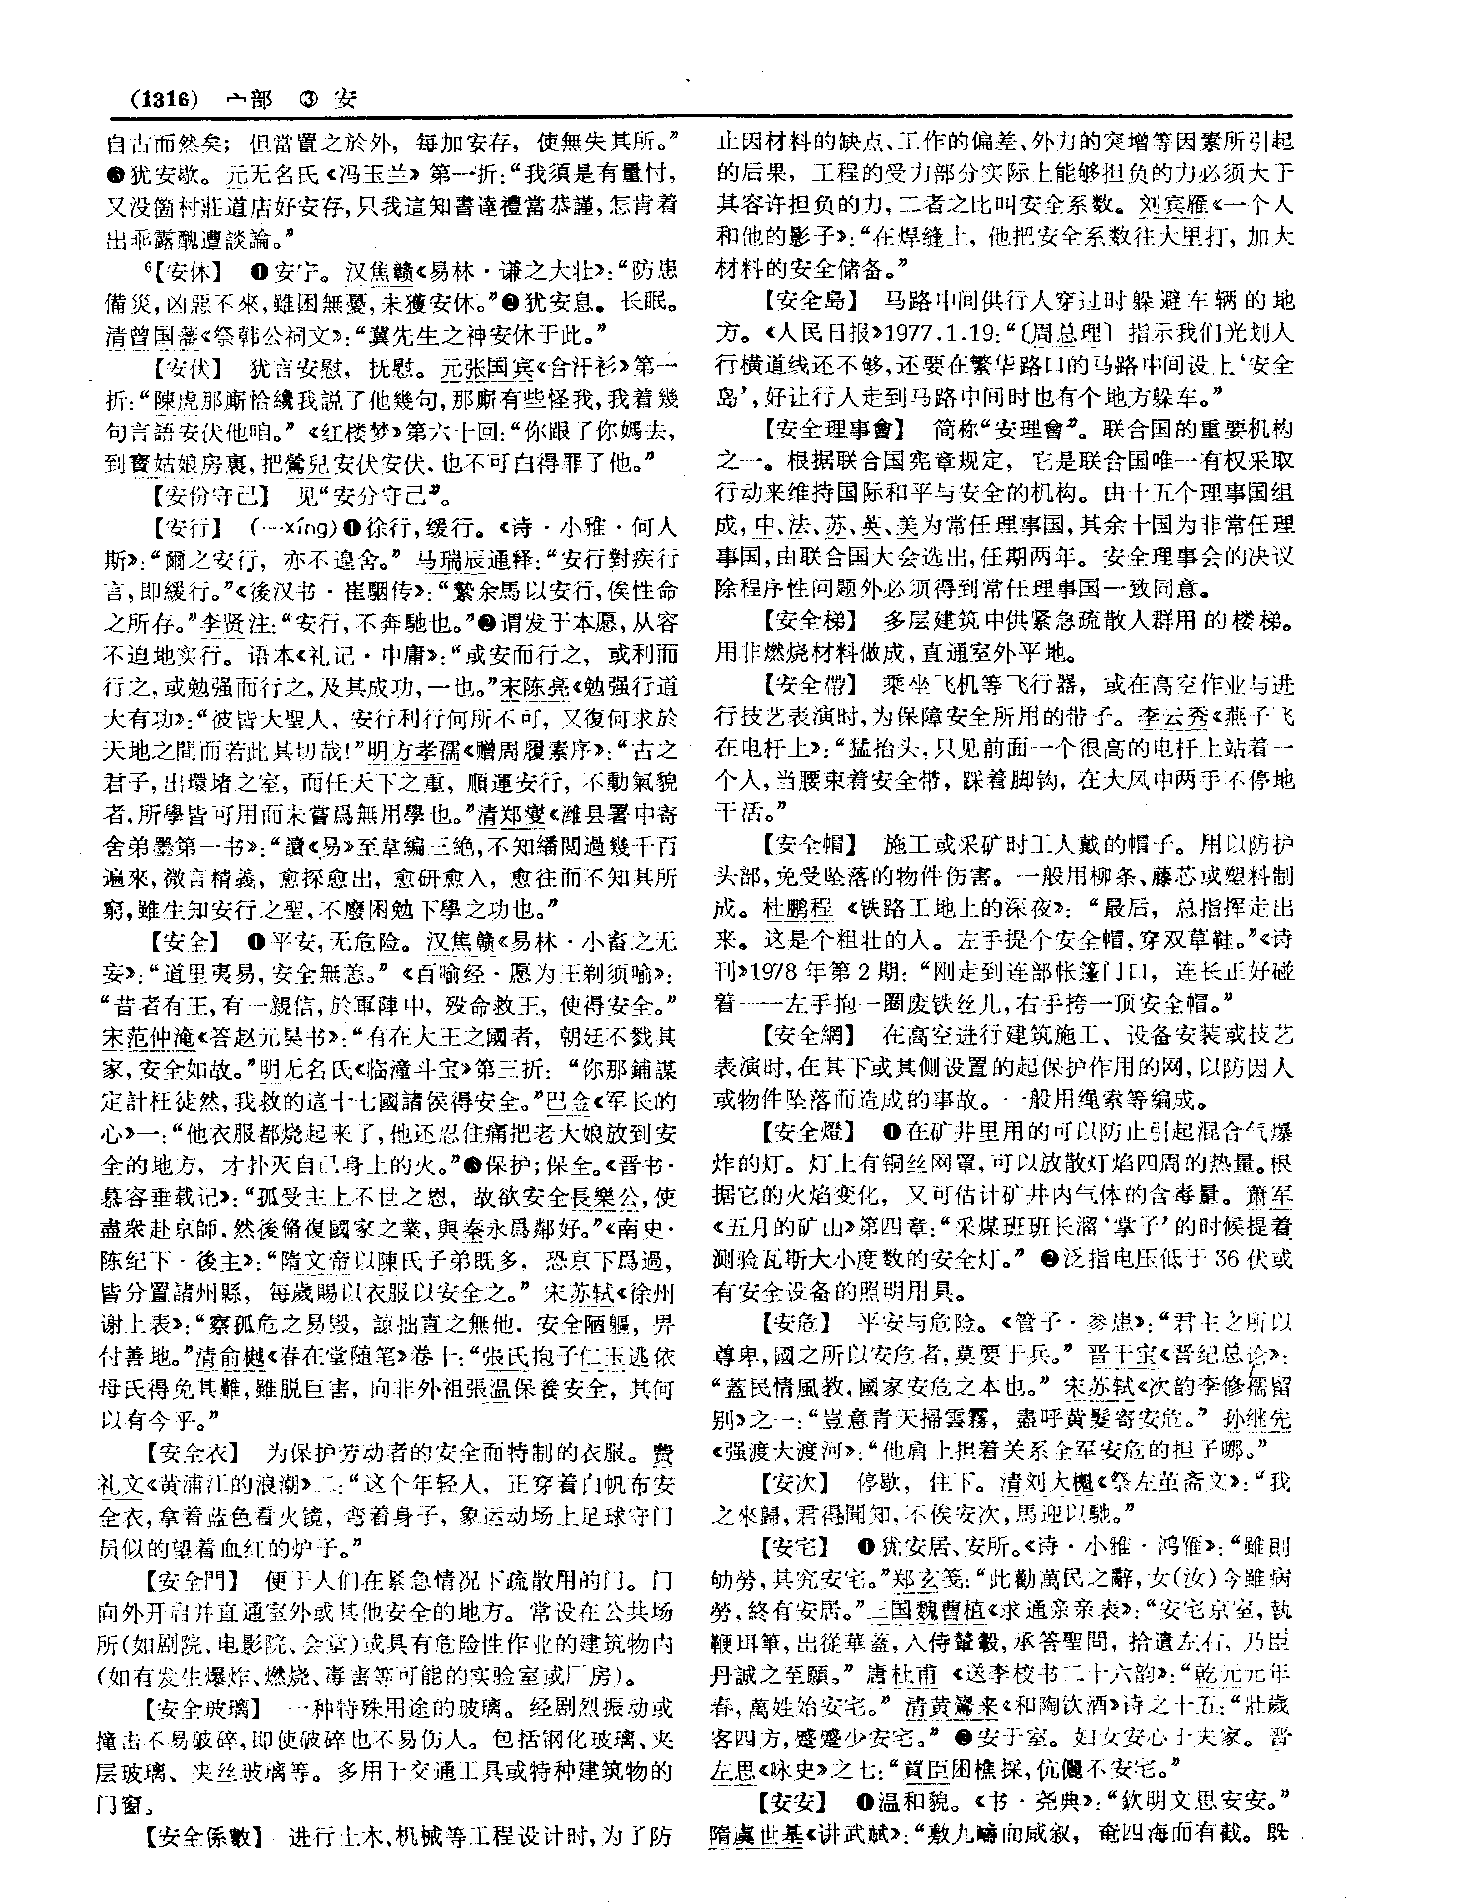 (1316) 宀部 ③ 安
自古而然矣；但當置之於外，每加安存，使無失其所。”
❸犹安歇。元无名氏《冯玉兰》第一折：“我須是有量忖，
又没箇村莊道店好安存，只我這知書達禮當恭謹，怎肯着
出乖露醜遭談論。”
⁶【安休】 ❶安宁。汉焦赣《易林·谦之大壮》：“防患
備災，凶惡不來，雖困無憂，未獲安休。”❷犹安息。长眠。
清曾国藩《祭韩公祠文》：“冀先生之神安休于此。”
【安伏】 犹言安慰，抚慰。元张国宾《合汗衫》第一
折：“陳虎那廝恰纔我説了他幾句，那廝有些怪我，我着幾
句言語安伏他咱。”《红楼梦》第六十回：“你跟了你媽去，
到寳姑娘房裏，把鶯兒安伏安伏，也不可白得罪了他。”
【安份守己】 见“安分守己”。
【安行】 (—xíng)❶徐行，缓行。《诗·小雅·何人
斯》：“爾之安行，亦不遑舍。”马瑞辰通释：“安行對疾行
言，即緩行。”《後汉书·崔駰传》：“縶余馬以安行，俟性命
之所存。”李贤注：“安行，不奔馳也。”❷谓发于本愿，从容
不迫地实行。语本《礼记·中庸》：“或安而行之，或利而
行之，或勉强而行之，及其成功，一也。”宋陈亮《勉强行道
大有功》：“彼皆大聖人，安行利行何所不可，又復何求於
天地之間而若此其切哉！”明方孝孺《赠周履素序》：“古之
君子，出環堵之室，而任天下之重，順運安行，不動氣貌
者，所學皆可用而未嘗爲無用學也。”清郑燮《潍县署中寄
舍弟墨第一书》：“讀《易》至韋編三絶，不知繙閲過幾千百
遍來，微言精義，愈探愈出，愈研愈入，愈往而不知其所
窮，雖生知安行之聖，不廢困勉下學之功也。”
【安全】 ❶平安，无危险。汉焦赣《易林·小畜之无
妄》：“道里夷易，安全無恙。”《百喻经·愿为王剃须喻》：
“昔者有王，有一親信，於軍陣中，殁命救王，使得安全。”
宋范仲淹《答赵元昊书》：“有在大王之國者，朝廷不戮其
家，安全如故。”明无名氏《临潼斗宝》第三折：“你那鋪謀
定計枉徒然，我救的這十七國諸侯得安全。”巴金《军长的
心》一：“他衣服都烧起来了，他还忍住痛把老大娘放到安
全的地方，才扑灭自己身上的火。”❸保护；保全。《晋书·
慕容垂载记》：“孤受主上不世之恩，故欲安全長樂公，使
盡衆赴京師，然後脩復國家之業，與秦永爲鄰好。”《南史·
陈纪下·後主》：“隋文帝以陳氏子弟既多，恐京下爲過，
皆分置諸州縣，每歲賜以衣服以安全之。”宋苏轼《徐州
谢上表》：“察孤危之易毁，諒拙直之無他，安全陋軀，畀
付善地。”清俞樾《春在堂随笔》卷十：“張氏抱子仁玉逃依
母氏得免其難，雖脱巨害，向非外祖張温保養安全，其何
以有今乎。”
【安全衣】 为保护劳动者的安全而特制的衣服。费
礼文《黄浦江的浪潮》二：“这个年轻人，正穿着白帆布安
全衣，拿着蓝色看火镜，弯着身子，象运动场上足球守门
员似的望着血红的炉子。”
【安全門】 便于人们在紧急情况下疏散用的门。门
向外开启并直通室外或其他安全的地方。常设在公共场
所(如剧院、电影院、会堂)或具有危险性作业的建筑物内
(如有发生爆炸、燃烧、毒害等可能的实验室或厂房)。
【安全玻璃】 一种特殊用途的玻璃。经剧烈振动或
撞击不易破碎，即使破碎也不易伤人。包括钢化玻璃、夹
层玻璃、夹丝玻璃等。多用于交通工具或特种建筑物的
门窗。
【安全係數】 进行土木、机械等工程设计时，为了防
止因材料的缺点、工作的偏差、外力的突增等因素所引起
的后果，工程的受力部分实际上能够担负的力必须大于
其容许担负的力，二者之比叫安全系数。刘宾雁《一个人
和他的影子》：“在焊缝上，他把安全系数往大里打，加大
材料的安全储备。”
【安全島】 马路中间供行人穿过时躲避车辆的地
方。《人民日报》1977.1.19：“〔周总理〕指示我们光划人
行横道线还不够，还要在繁华路口的马路中间设上‘安全
岛’，好让行人走到马路中间时也有个地方躲车。”
【安全理事會】 简称“安理會”。联合国的重要机构
之一。根据联合国宪章规定，它是联合国唯一有权采取
行动来维持国际和平与安全的机构。由十五个理事国组
成，中、法、苏、英、美为常任理事国，其余十国为非常任理
事国，由联合国大会选出，任期两年。安全理事会的决议
除程序性问题外必须得到常任理事国一致同意。
【安全梯】 多层建筑中供紧急疏散人群用的楼梯。
用非燃烧材料做成，直通室外平地。
【安全帶】 乘坐飞机等飞行器，或在高空作业与进
行技艺表演时，为保障安全所用的带子。李云秀《燕子飞
在电杆上》：“猛抬头，只见前面一个很高的电杆上站着一
个人，当腰束着安全带，踩着脚钩，在大风中两手不停地
干活。”
【安全帽】 施工或采矿时工人戴的帽子。用以防护
头部，免受坠落的物件伤害。一般用柳条、藤芯或塑料制
成。杜鹏程《铁路工地上的深夜》：“最后，总指挥走出
来。这是个粗壮的人。左手提个安全帽，穿双草鞋。”《诗
刊》1978年第2期：“刚走到连部帐篷门口，连长正好碰
着——左手抱一圈废铁丝儿，右手挎一顶安全帽。”
【安全網】 在高空进行建筑施工、设备安装或技艺
表演时，在其下或其侧设置的起保护作用的网，以防因人
或物件坠落而造成的事故。一般用绳索等编成。
【安全燈】 ❶在矿井里用的可以防止引起混合气爆
炸的灯。灯上有铜丝网罩，可以放散灯焰四周的热量。根
据它的火焰变化，又可估计矿井内气体的含毒量。萧军
《五月的矿山》第四章：“采煤班班长溜‘掌子’的时候提着
测验瓦斯大小度数的安全灯。”❷泛指电压低于36伏或
有安全设备的照明用具。
【安危】 平安与危险。《管子·参患》：“君主之所以
尊卑，國之所以安危者，莫要于兵。”晋干宝《晋纪总论》：
“蓋民情風教，國家安危之本也。”宋苏轼《次韵李修孺留
别》之一：“豈意青天掃雲霧，盡呼黄髮寄安危。”孙继先
《强渡大渡河》：“他肩上担着关系全军安危的担子哪。”
【安次】 停歇，住下。清刘大櫆《祭左茧斋文》：“我
之來歸，君得聞知，不俟安次，馬迎以馳。”
【安宅】 ❶犹安居、安所。《诗·小雅·鸿雁》：“雖則
劬勞，其究安宅。”郑玄笺：“此勸萬民之辭，女(汝)今雖病
勞，終有安居。”三国魏曹植《求通亲亲表》：“安宅京室，執
鞭珥筆，出從華蓋，入侍輦轂，承答聖問，拾遺左右，乃臣
丹誠之至願。”唐杜甫《送李校书二十六韵》：“乾元元年
春，萬姓始安宅。”清黄鷟来《和陶饮酒》诗之十五：“壯歲
客四方，蹙蹙少安宅。”❷安于室。妇女安心于夫家。晋
左思《咏史》之七：“買臣困樵採，伉儷不安宅。”
【安安】 ❶温和貌。《书·尧典》：“欽明文思安安。”
隋虞世基《讲武赋》：“敷九疇而咸叙，奄四海而有截。既